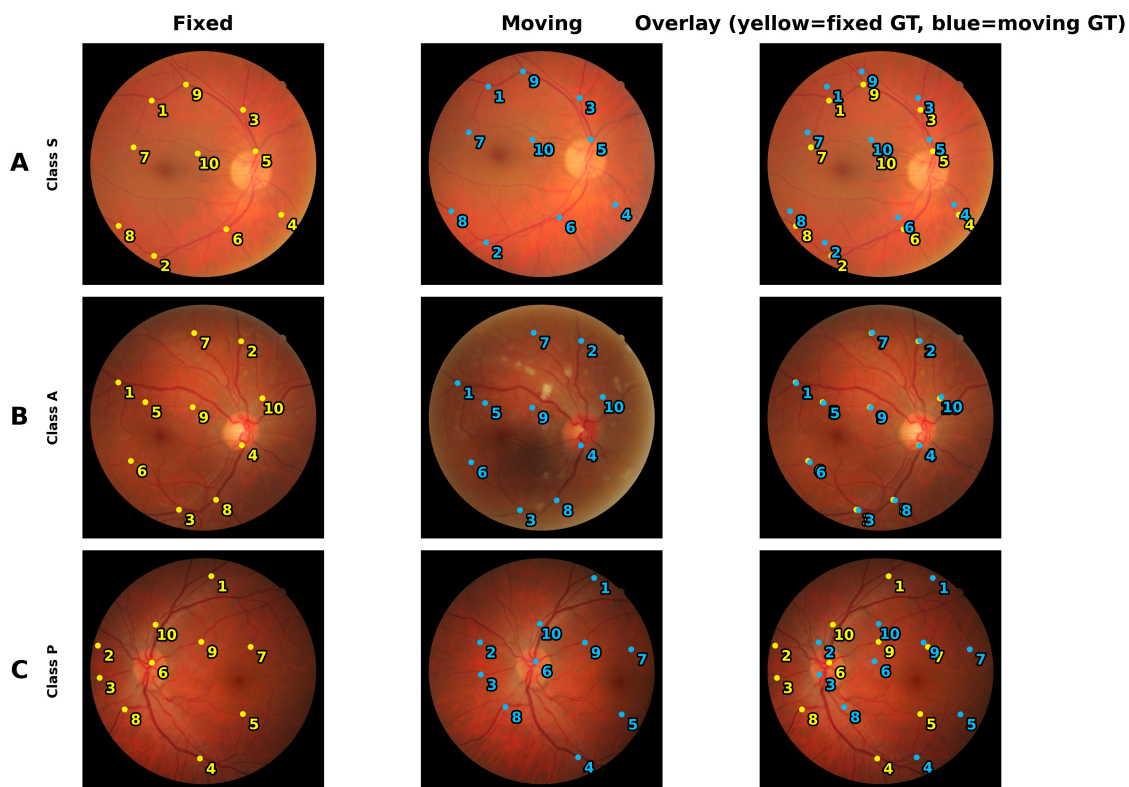 Fixed Moving Overlay (yellow=fixed GT, blue=moving GT)
A Class S
9 1 3 7 10 5 4 8 6 2
9 1 3 7 10 5 4 8 6 2
9 9 1 1 3 3 7 7 10 10 5 5 4 4 8 8 6 6 2 2
B Class A
7 2 1 5 9 10 4 6 8 3
7 2 1 5 9 10 4 6 8 3
7 2 1 5 9 10 4 6 8 3
C Class P
1 10 2 9 7 6 3 8 5 4
1 10 2 9 7 6 3 8 5 4
1 1 10 10 2 2 9 9 7 7 6 6 3 3 8 8 5 5 4 4